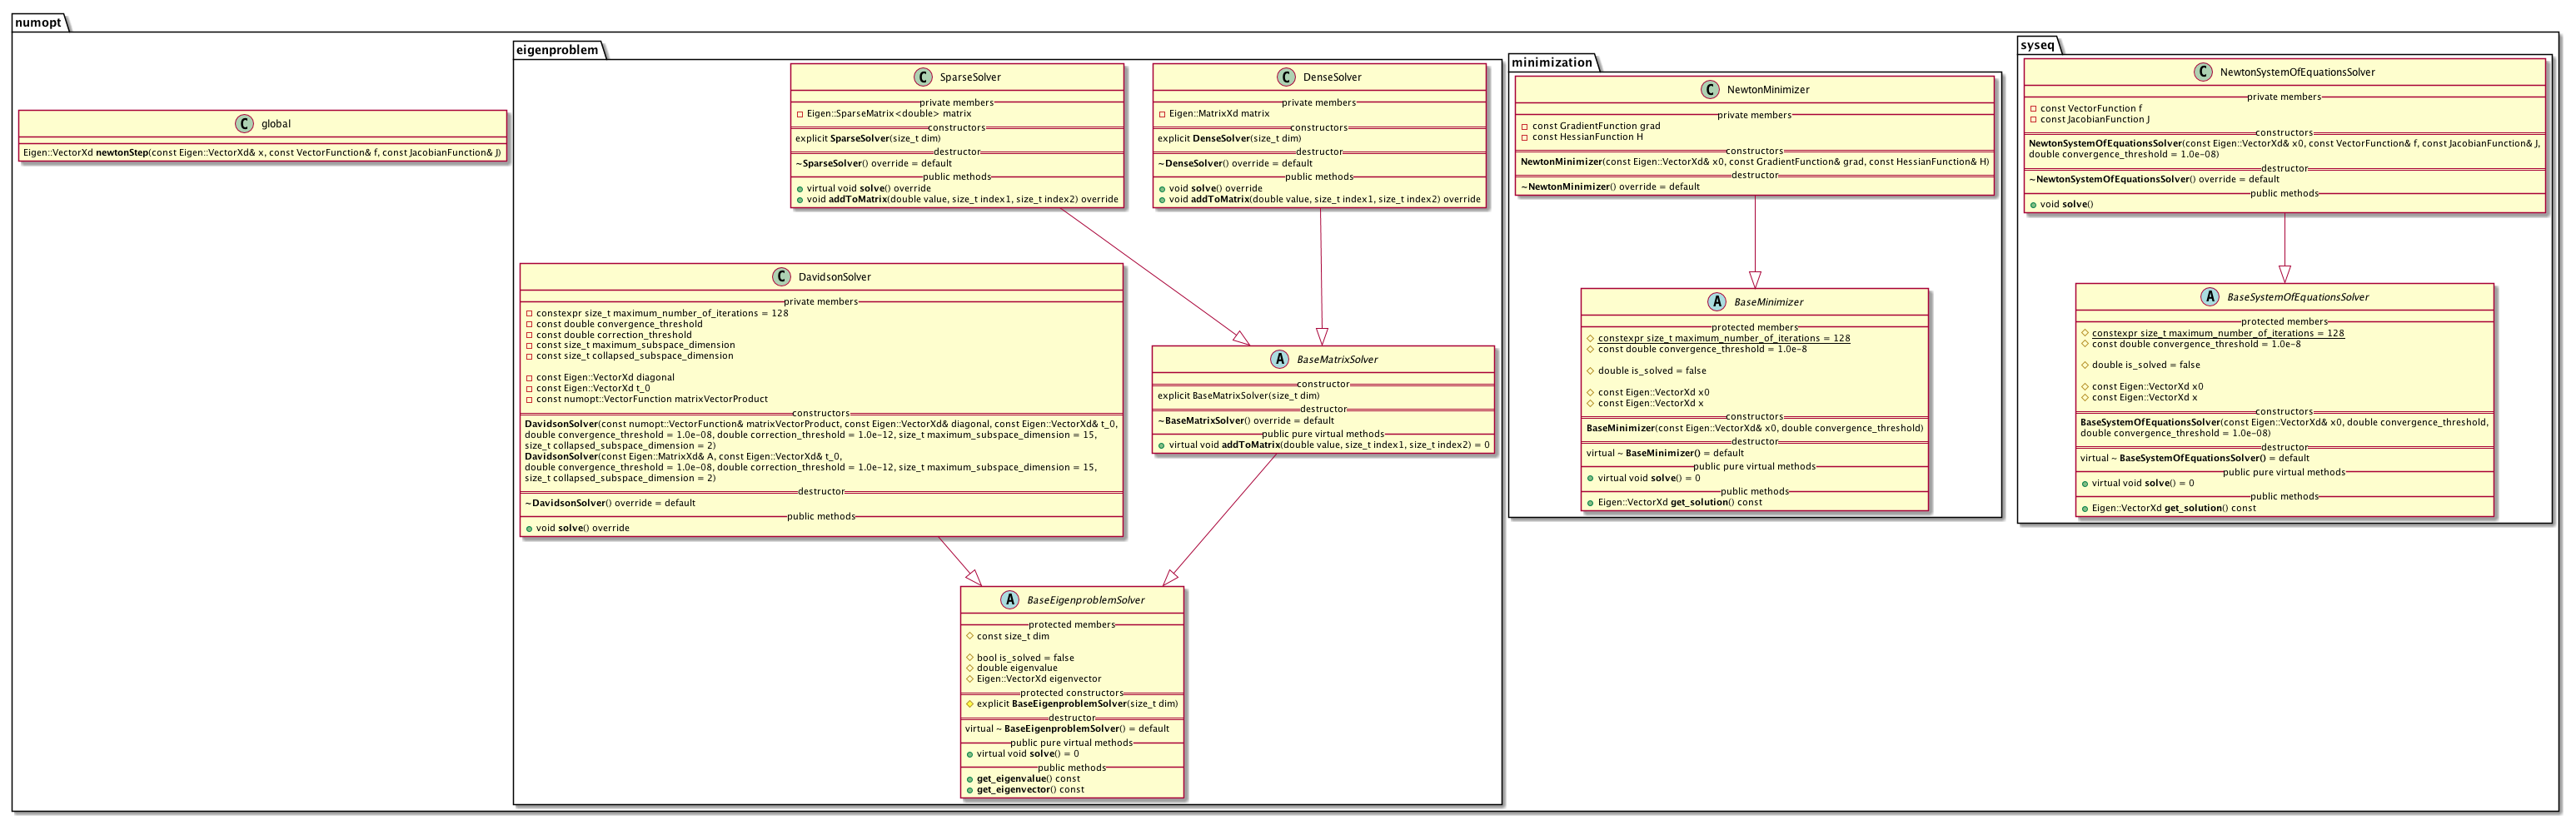 numopt
global
Eigen::VectorXd newtonStep(const Eigen::VectorXd& x, const VectorFunction& f, const JacobianFunction& J)
eigenproblem
SparseSolver
private members
Eigen::SparseMatrix<double> matrix
constructors
explicit SparseSolver(size_t dim)
destructor
~SparseSolver() override = default
public methods
virtual void solve() override
void addToMatrix(double value, size_t index1, size_t index2) override
DenseSolver
private members
Eigen::MatrixXd matrix
constructors
explicit DenseSolver(size_t dim)
destructor
~DenseSolver() override = default
public methods
void solve() override
void addToMatrix(double value, size_t index1, size_t index2) override
DavidsonSolver
private members
constexpr size_t maximum_number_of_iterations = 128
const double convergence_threshold
const double correction_threshold
const size_t maximum_subspace_dimension
const size_t collapsed_subspace_dimension
const Eigen::VectorXd diagonal
const Eigen::VectorXd t_0
const numopt::VectorFunction matrixVectorProduct
constructors
DavidsonSolver(const numopt::VectorFunction& matrixVectorProduct, const Eigen::VectorXd& diagonal, const Eigen::VectorXd& t_0,
double convergence_threshold = 1.0e-08, double correction_threshold = 1.0e-12, size_t maximum_subspace_dimension = 15,
size_t collapsed_subspace_dimension = 2)
DavidsonSolver(const Eigen::MatrixXd& A, const Eigen::VectorXd& t_0,
double convergence_threshold = 1.0e-08, double correction_threshold = 1.0e-12, size_t maximum_subspace_dimension = 15,
size_t collapsed_subspace_dimension = 2)
destructor
~DavidsonSolver() override = default
public methods
void solve() override
BaseMatrixSolver
constructor
explicit BaseMatrixSolver(size_t dim)
destructor
~BaseMatrixSolver() override = default
public pure virtual methods
virtual void addToMatrix(double value, size_t index1, size_t index2) = 0
BaseEigenproblemSolver
protected members
const size_t dim
bool is_solved = false
double eigenvalue
Eigen::VectorXd eigenvector
protected constructors
explicit BaseEigenproblemSolver(size_t dim)
destructor
virtual ~ BaseEigenproblemSolver() = default
public pure virtual methods
virtual void solve() = 0
public methods
get_eigenvalue() const
get_eigenvector() const
minimization
NewtonMinimizer
private members
const GradientFunction grad
const HessianFunction H
constructors
NewtonMinimizer(const Eigen::VectorXd& x0, const GradientFunction& grad, const HessianFunction& H)
destructor
~NewtonMinimizer() override = default
BaseMinimizer
protected members
constexpr size_t maximum_number_of_iterations = 128
const double convergence_threshold = 1.0e-8
double is_solved = false
const Eigen::VectorXd x0
const Eigen::VectorXd x
constructors
BaseMinimizer(const Eigen::VectorXd& x0, double convergence_threshold)
destructor
virtual ~ BaseMinimizer() = default
public pure virtual methods
virtual void solve() = 0
public methods
Eigen::VectorXd get_solution() const
syseq
NewtonSystemOfEquationsSolver
private members
const VectorFunction f
const JacobianFunction J
constructors
NewtonSystemOfEquationsSolver(const Eigen::VectorXd& x0, const VectorFunction& f, const JacobianFunction& J,
double convergence_threshold = 1.0e-08)
destructor
~NewtonSystemOfEquationsSolver() override = default
public methods
void solve()
BaseSystemOfEquationsSolver
protected members
constexpr size_t maximum_number_of_iterations = 128
const double convergence_threshold = 1.0e-8
double is_solved = false
const Eigen::VectorXd x0
const Eigen::VectorXd x
constructors
BaseSystemOfEquationsSolver(const Eigen::VectorXd& x0, double convergence_threshold,
double convergence_threshold = 1.0e-08)
destructor
virtual ~ BaseSystemOfEquationsSolver() = default
public pure virtual methods
virtual void solve() = 0
public methods
Eigen::VectorXd get_solution() const